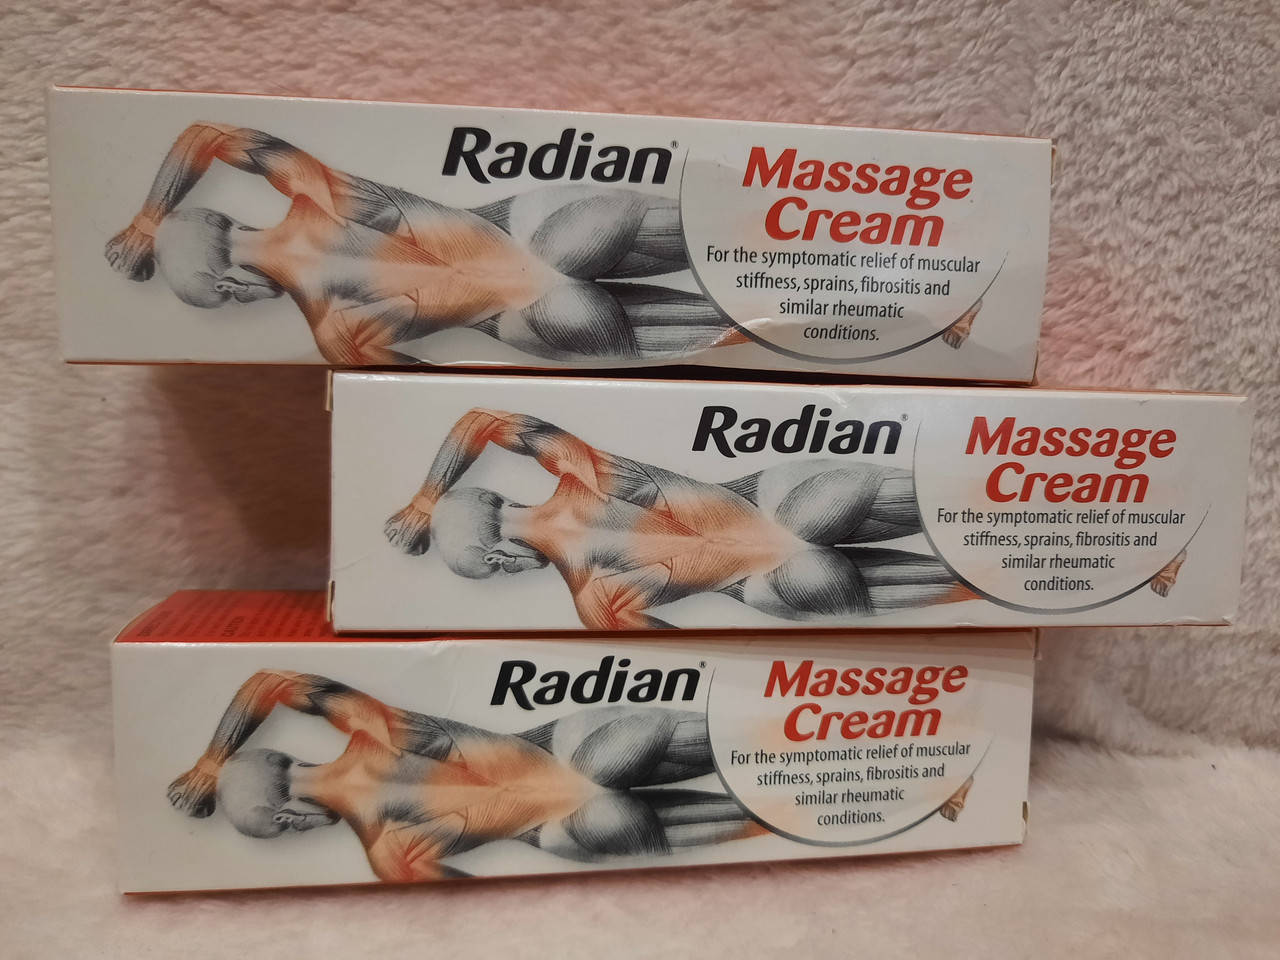 Radian®
Massage
Cream
For the symptomatic relief of muscular
stiffness, sprains, fibrositis and
similar rheumatic
conditions.
Radian®
Massage
Cream
For the symptomatic relief of muscular
stiffness, sprains, fibrositis and
similar rheumatic
conditions.
Radian®
Massage
Cream
For the symptomatic relief of muscular
stiffness, sprains, fibrositis and
similar rheumatic
conditions.